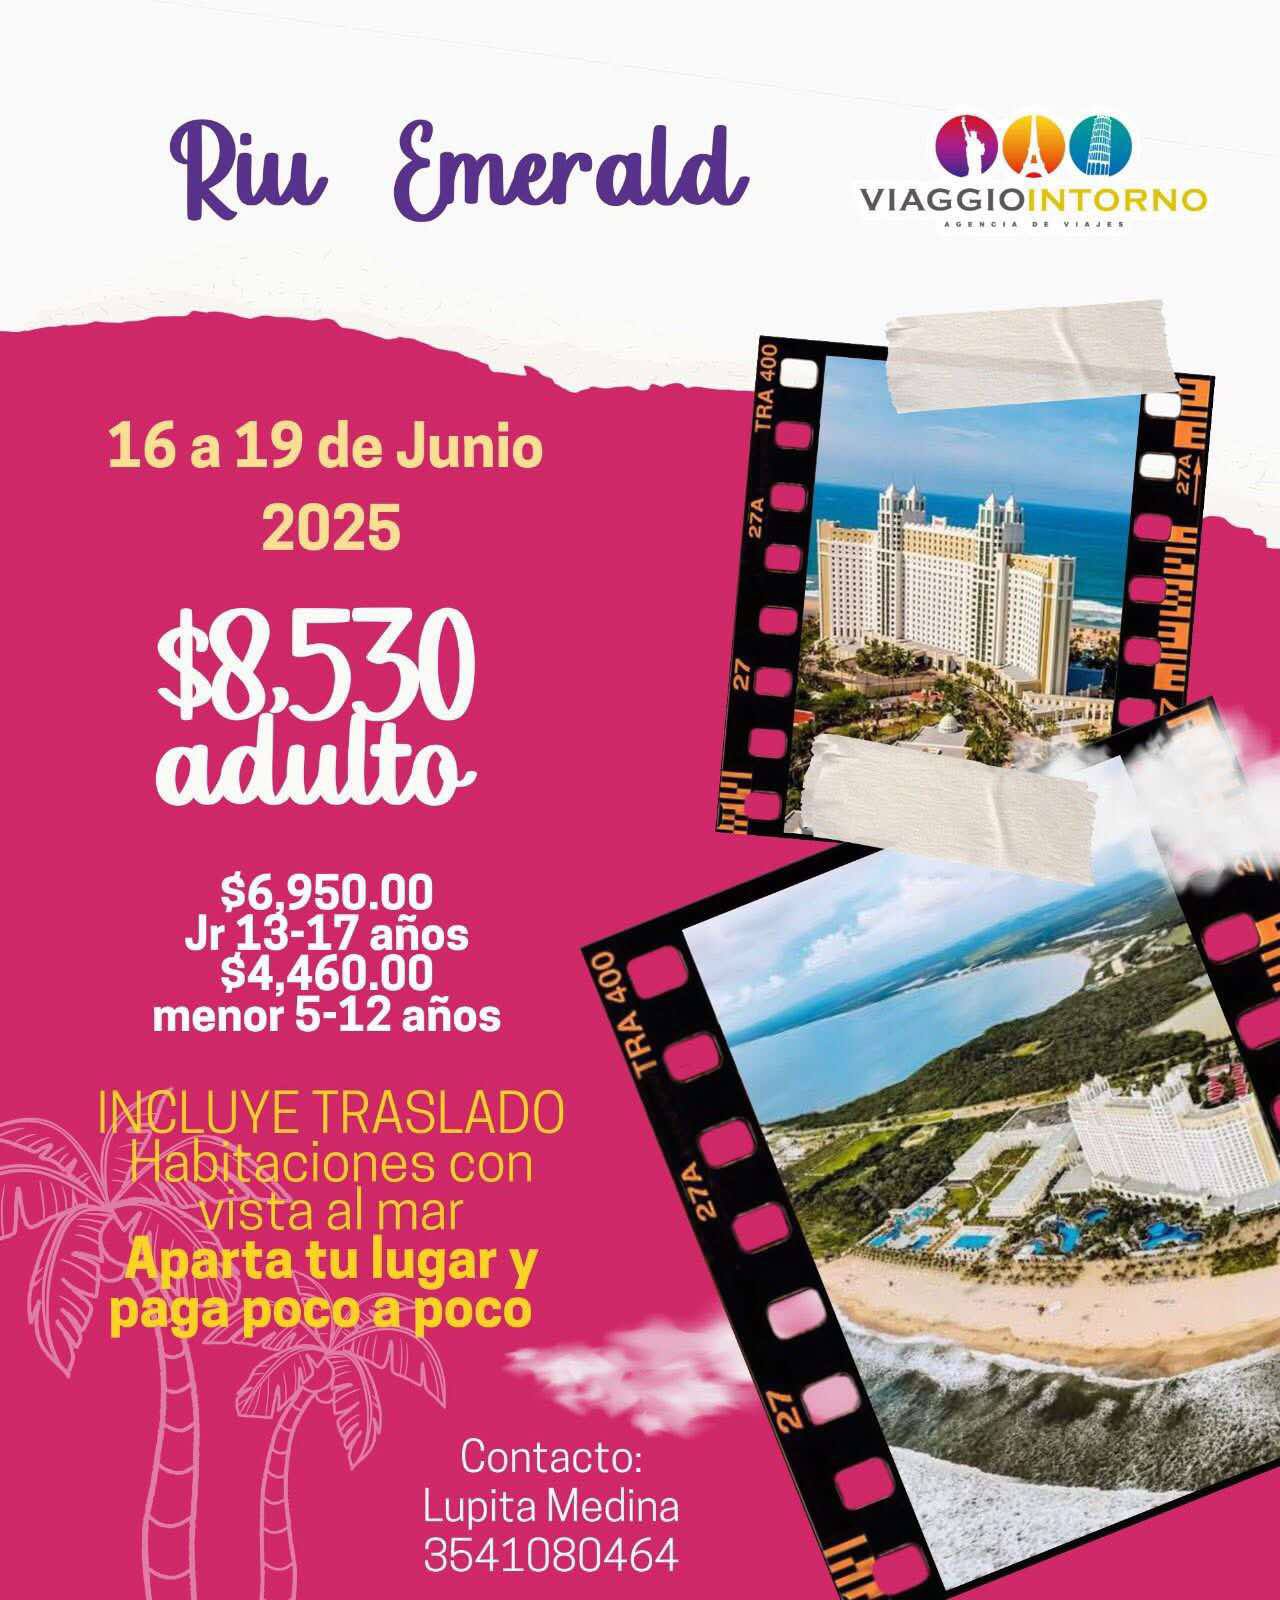 Riu Emerald
VIAGGIOINTORNO
AGENCIA DE VIAJES
16 a 19 de Junio
2025
$8,530
adulto
$6,950.00
Jr 13-17 años
$4,460.00
menor 5-12 años
INCLUYE TRASLADO
Habitaciones con
vista al mar
Aparta tu lugar y
paga poco a poco
Contacto:
Lupita Medina
3541080464
TRA 400
27A
27
27A
TRA 400
27A
27